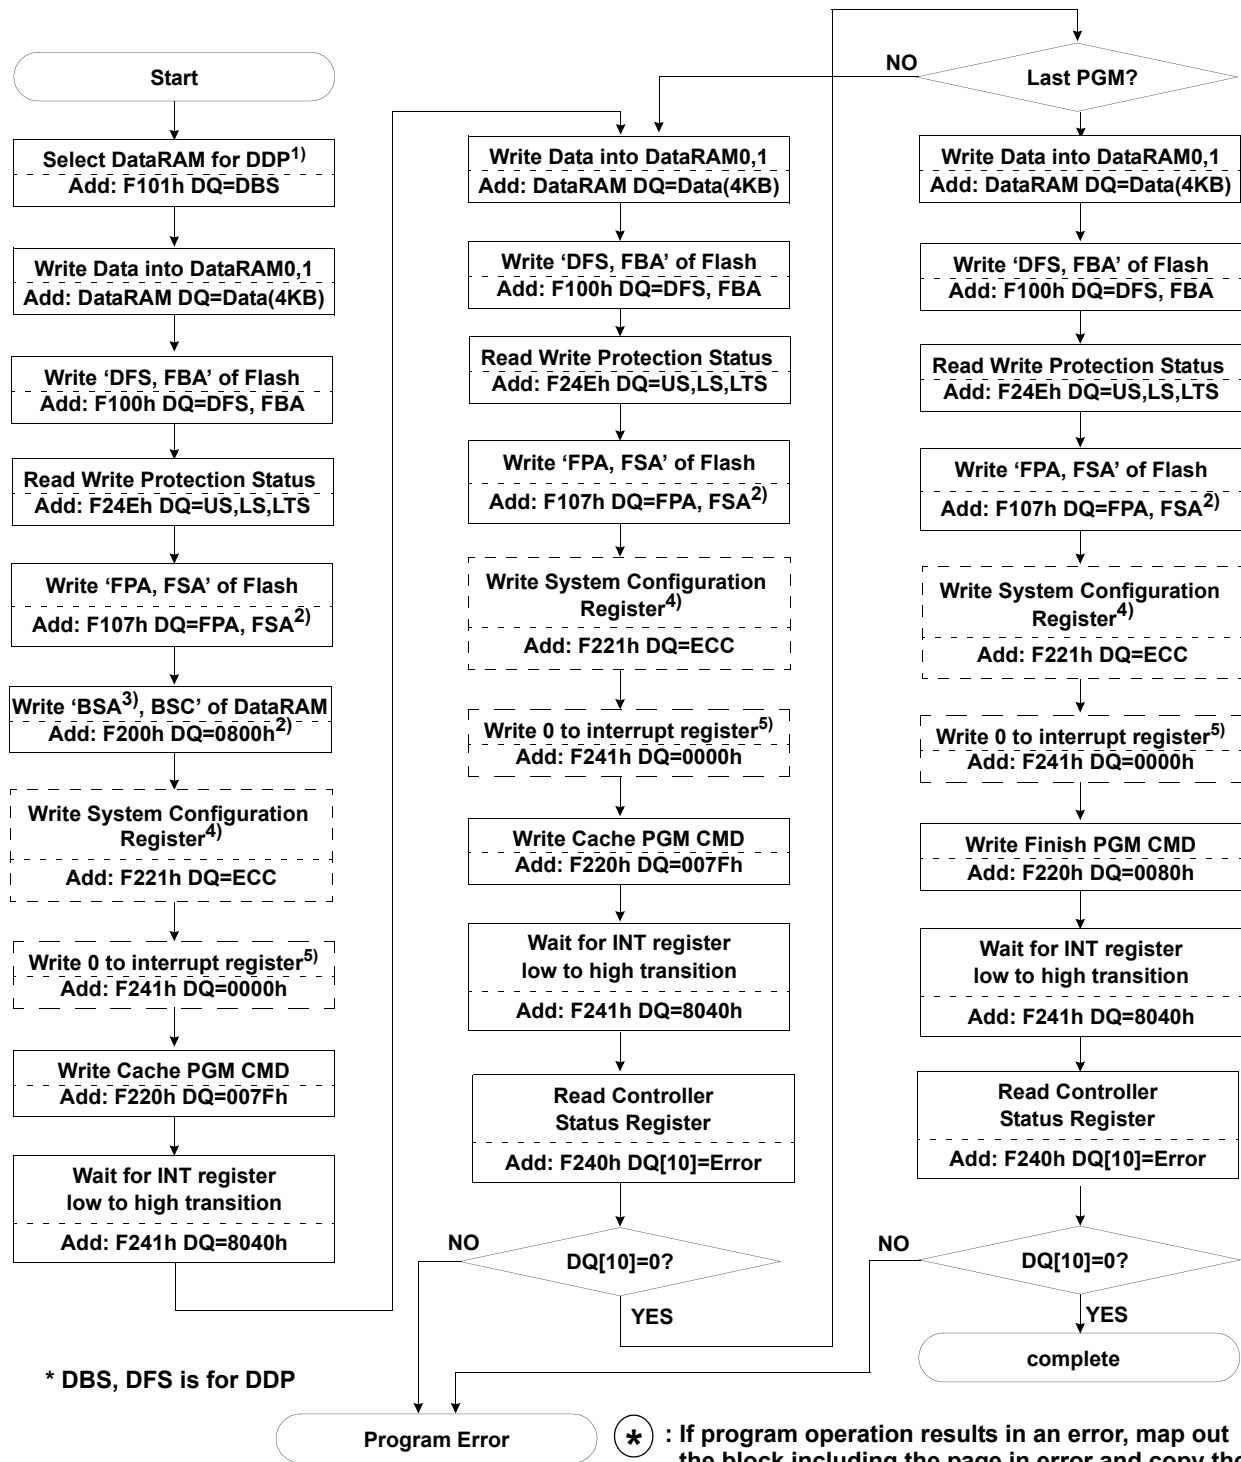 Start
Select DataRAM for DDP1)
Add: F101h DQ=DBS
Write Data into DataRAM0,1
Add: DataRAM DQ=Data(4KB)
Write ‘DFS, FBA’ of Flash
Add: F100h DQ=DFS, FBA
Read Write Protection Status
Add: F24Eh DQ=US,LS,LTS
Write ‘FPA, FSA’ of Flash
Add: F107h DQ=FPA, FSA2)
Write ‘BSA3), BSC’ of DataRAM
Add: F200h DQ=0800h2)
Write System Configuration
Register4)
Add: F221h DQ=ECC
Write 0 to interrupt register5)
Add: F241h DQ=0000h
Write Cache PGM CMD
Add: F220h DQ=007Fh
Wait for INT register
low to high transition
Add: F241h DQ=8040h
Write Data into DataRAM0,1
Add: DataRAM DQ=Data(4KB)
Write ‘DFS, FBA’ of Flash
Add: F100h DQ=DFS, FBA
Read Write Protection Status
Add: F24Eh DQ=US,LS,LTS
Write ‘FPA, FSA’ of Flash
Add: F107h DQ=FPA, FSA2)
Write System Configuration
Register4)
Add: F221h DQ=ECC
Write 0 to interrupt register5)
Add: F241h DQ=0000h
Write Cache PGM CMD
Add: F220h DQ=007Fh
Wait for INT register
low to high transition
Add: F241h DQ=8040h
Read Controller
Status Register
Add: F240h DQ[10]=Error
NO
DQ[10]=0?
YES
NO
Last PGM?
Write Data into DataRAM0,1
Add: DataRAM DQ=Data(4KB)
Write ‘DFS, FBA’ of Flash
Add: F100h DQ=DFS, FBA
Read Write Protection Status
Add: F24Eh DQ=US,LS,LTS
Write ‘FPA, FSA’ of Flash
Add: F107h DQ=FPA, FSA2)
Write System Configuration
Register4)
Add: F221h DQ=ECC
Write 0 to interrupt register5)
Add: F241h DQ=0000h
Write Finish PGM CMD
Add: F220h DQ=0080h
Wait for INT register
low to high transition
Add: F241h DQ=8040h
Read Controller
Status Register
Add: F240h DQ[10]=Error
NO
DQ[10]=0?
YES
complete
* DBS, DFS is for DDP
Program Error
* : If program operation results in an error, map out
the block including the page in error and copy the